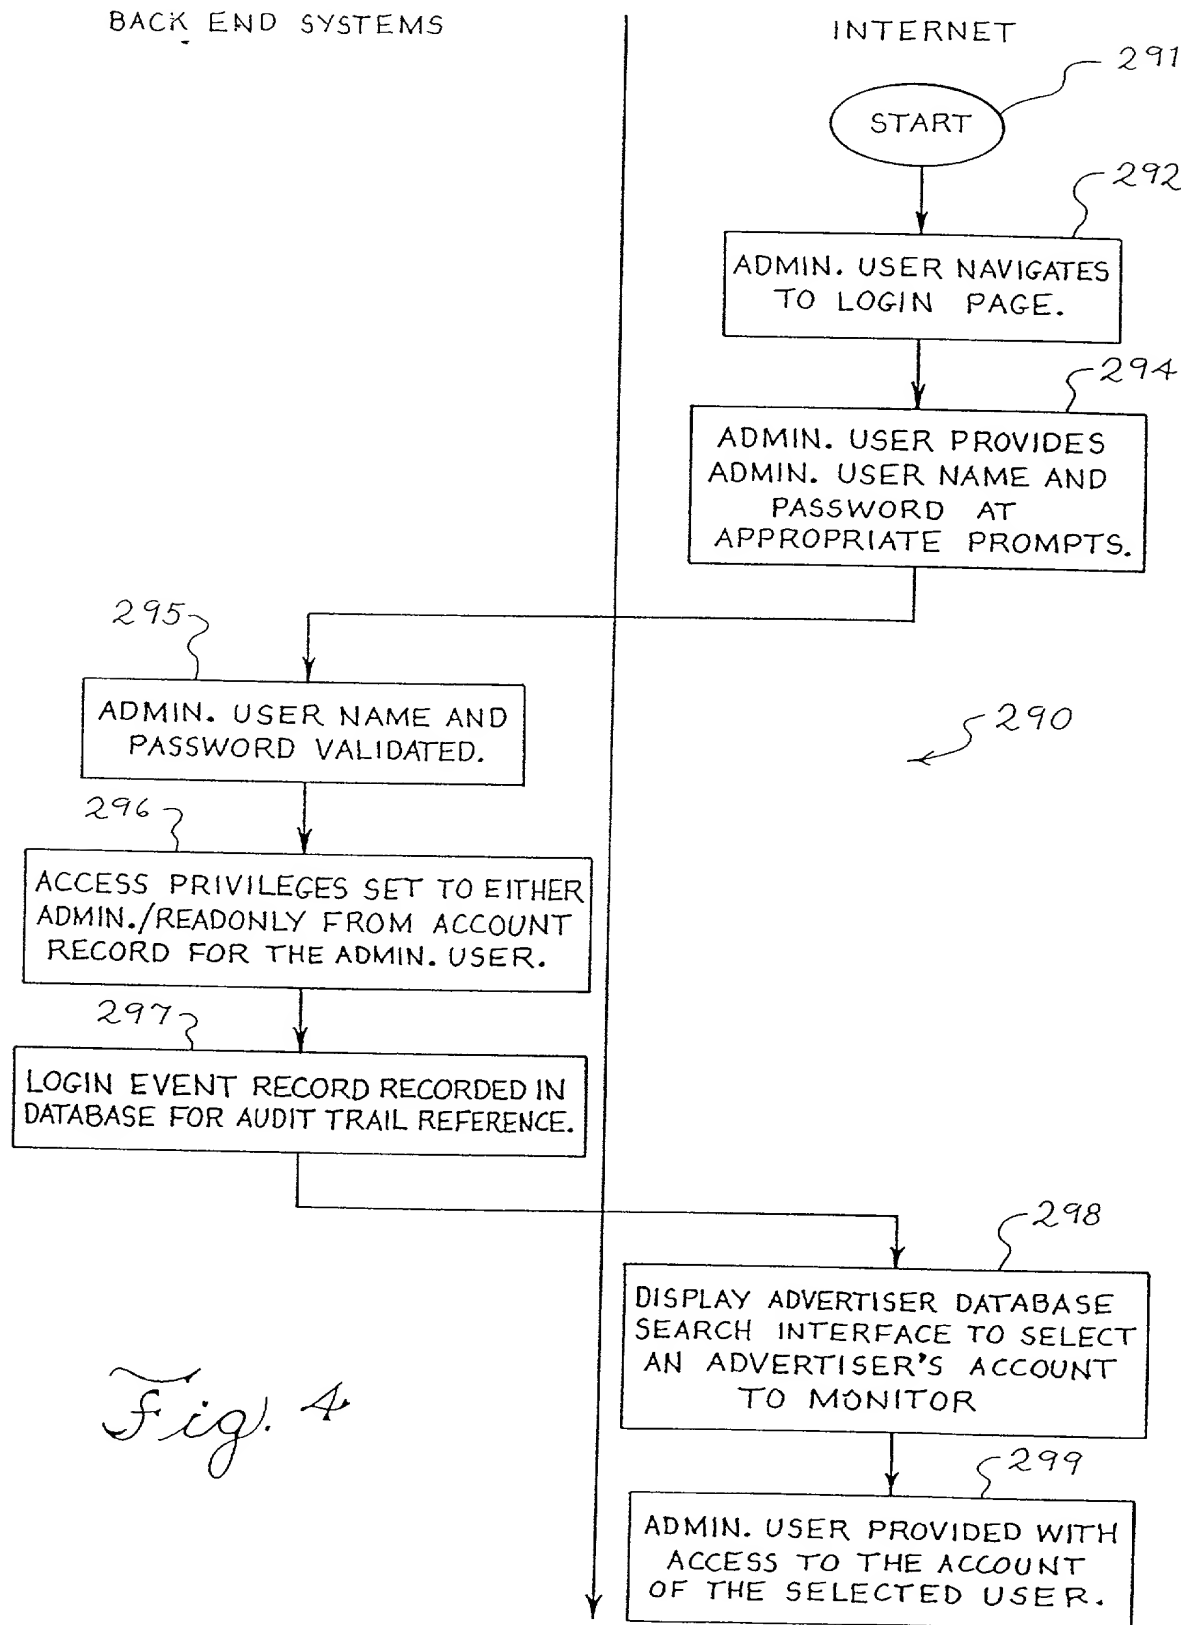 BACK END SYSTEMS
INTERNET
291
START
292
ADMIN. USER NAVIGATES
TO LOGIN PAGE.
294
ADMIN. USER PROVIDES
ADMIN. USER NAME AND
PASSWORD AT
APPROPRIATE PROMPTS.
295
ADMIN. USER NAME AND
PASSWORD VALIDATED.
290
296
ACCESS PRIVILEGES SET TO EITHER
ADMIN./READONLY FROM ACCOUNT
RECORD FOR THE ADMIN. USER.
297
LOGIN EVENT RECORD RECORDED IN
DATABASE FOR AUDIT TRAIL REFERENCE.
298
DISPLAY ADVERTISER DATABASE
SEARCH INTERFACE TO SELECT
AN ADVERTISER'S ACCOUNT
TO MONITOR
299
ADMIN. USER PROVIDED WITH
ACCESS TO THE ACCOUNT
OF THE SELECTED USER.
Fig. 4